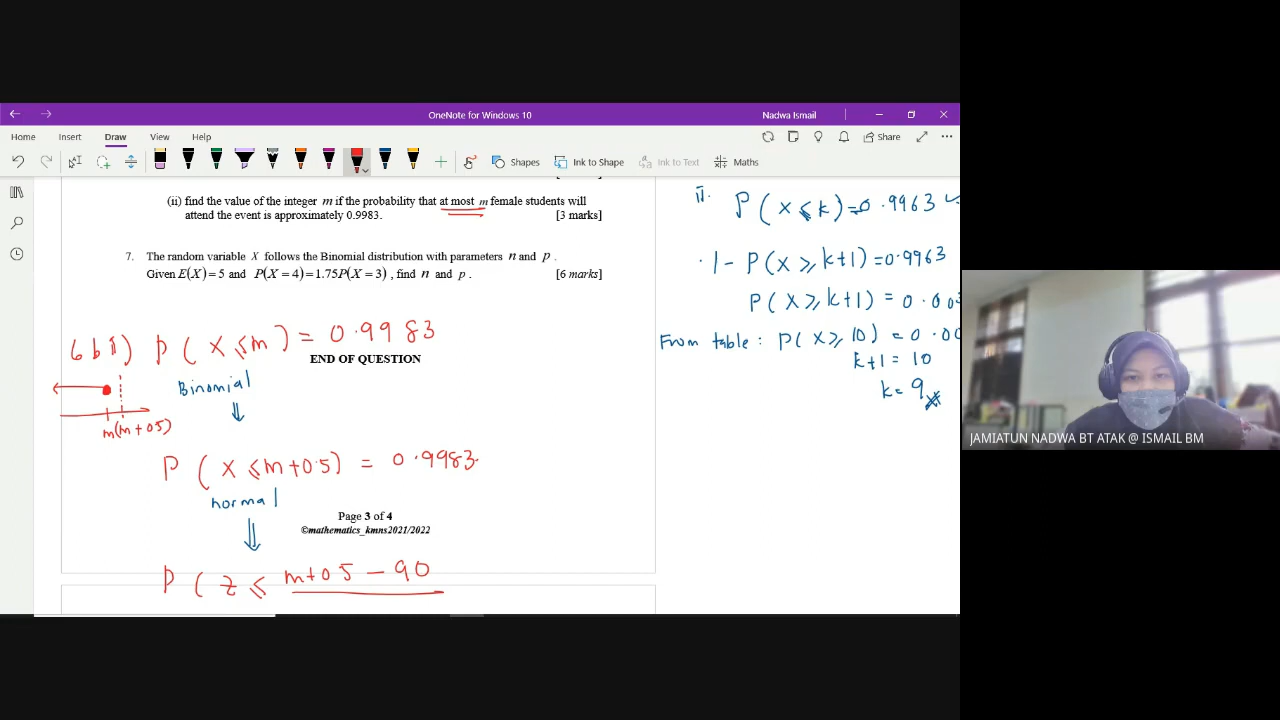 OneNote for Windows 10
Nadwa Ismail
Home Insert Draw View Help
Share
Shapes
Ink to Shape
Ink to Text
Maths
(ii) find the value of the integer m if the probability that at most m female students will
attend the event is approximately 0.9983.
[3 marks]
7. The random variable X follows the Binomial distribution with parameters n and p .
Given E(X) = 5 and P(X = 4) = 1.75P(X = 3) , find n and p .
[6 marks]
6 b ii) P ( X ≤ m ) = 0.9983
END OF QUESTION
Binomial
m (m + 0.5)
P ( X ≤ m + 0.5) = 0.9983
normal
Page 3 of 4
©mathematics_kmns2021/2022
P ( Z ≤ m + 0.5 - 90
ii. P ( X ≤ k ) = 0.9963
1 - P ( X ≥ k+1 ) = 0.9963
P ( X ≥ k+1 ) = 0.00
From table : P ( X ≥ 10 ) = 0.00
k+1 = 10
k = 9
JAMIATUN NADWA BT ATAK @ ISMAIL BM